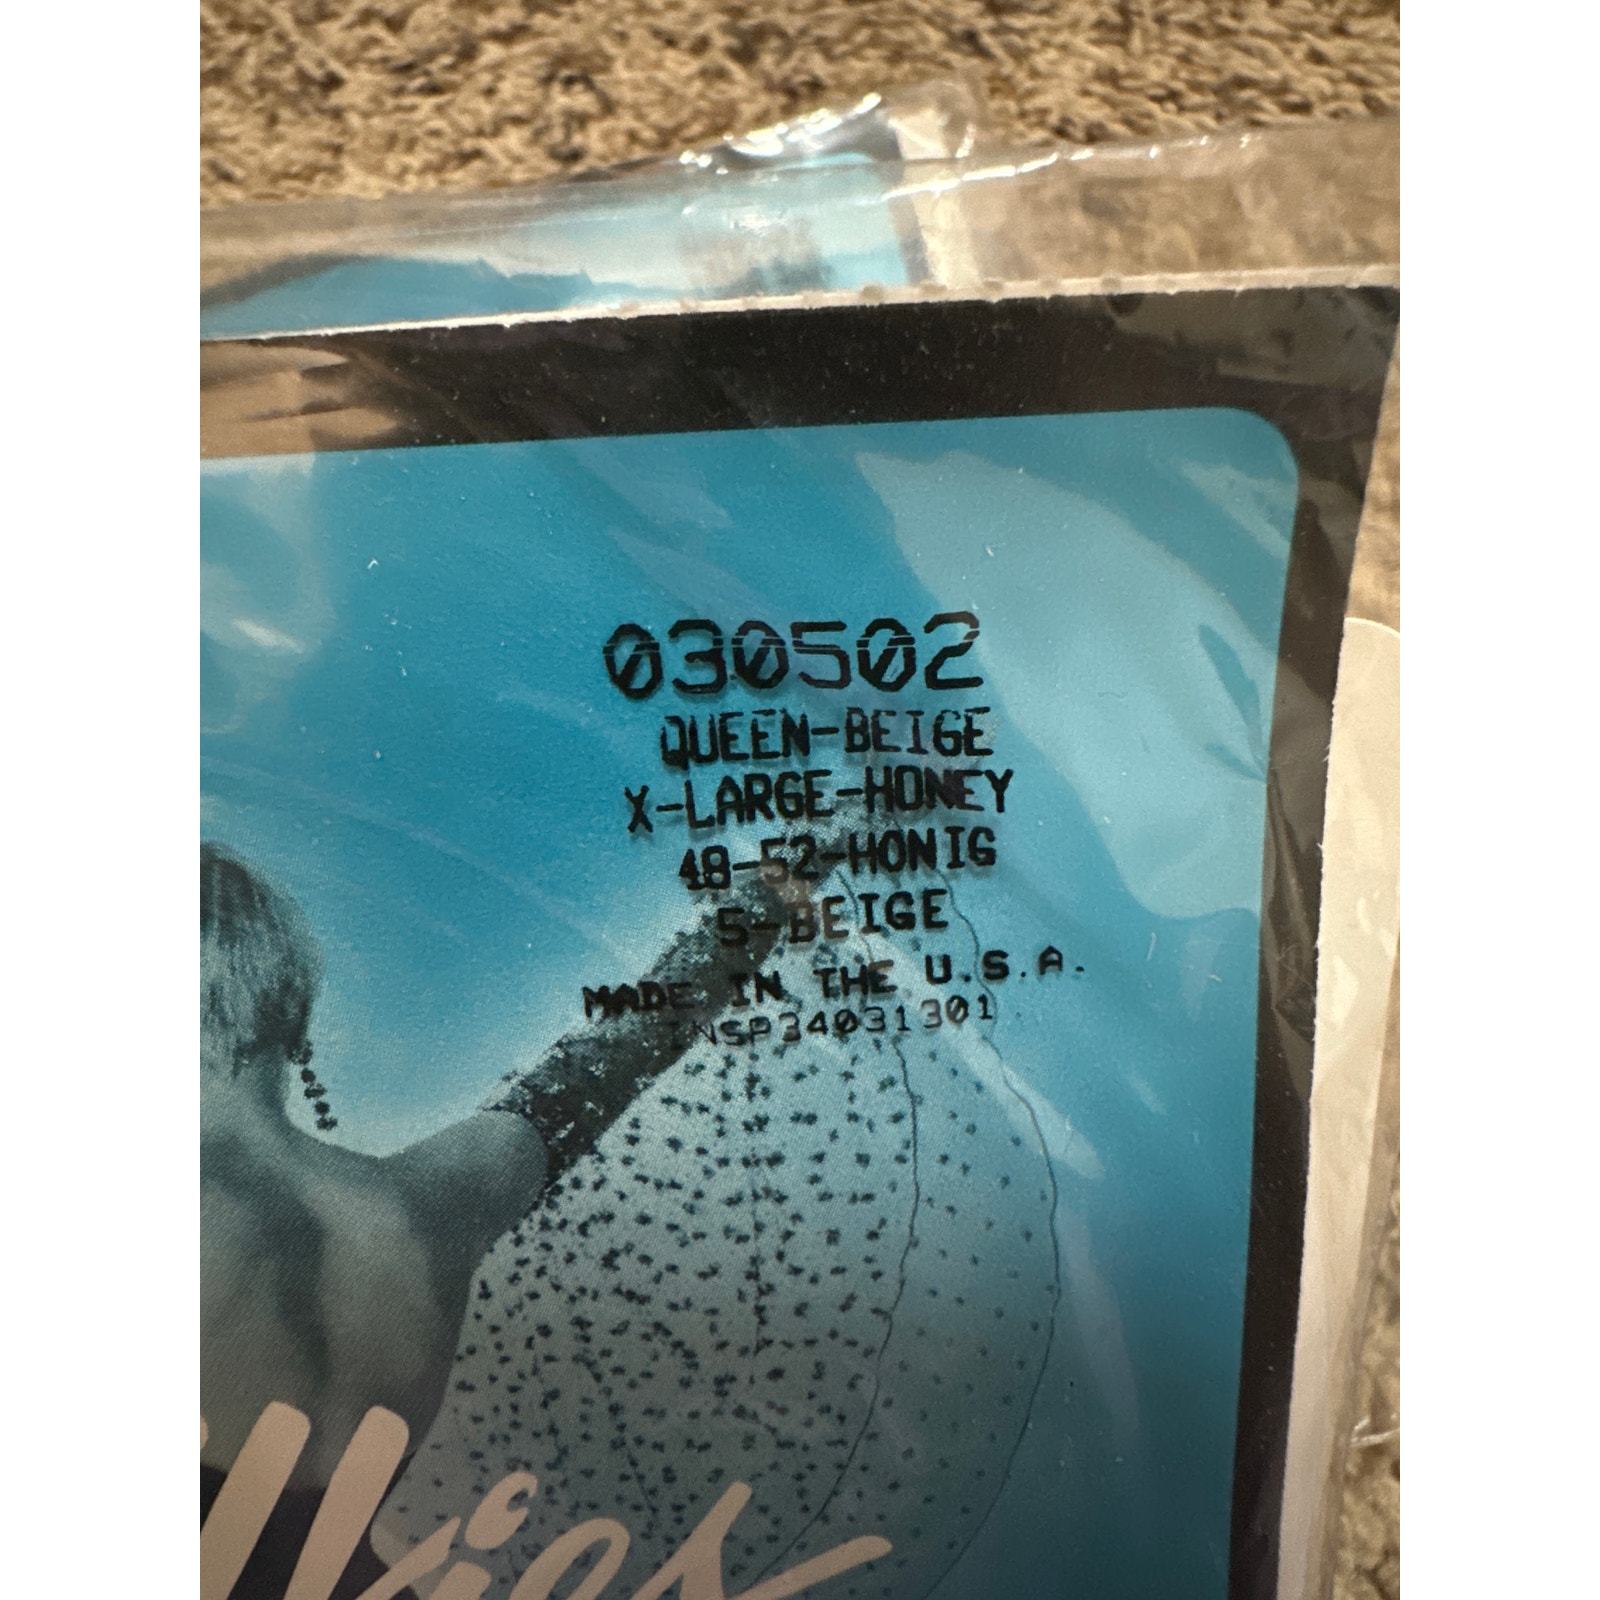 030502
QUEEN-BEIGE
X-LARGE-HONEY
48-52-HONIG
5-BEIGE
MADE IN THE U.S.A.
INSP34031301